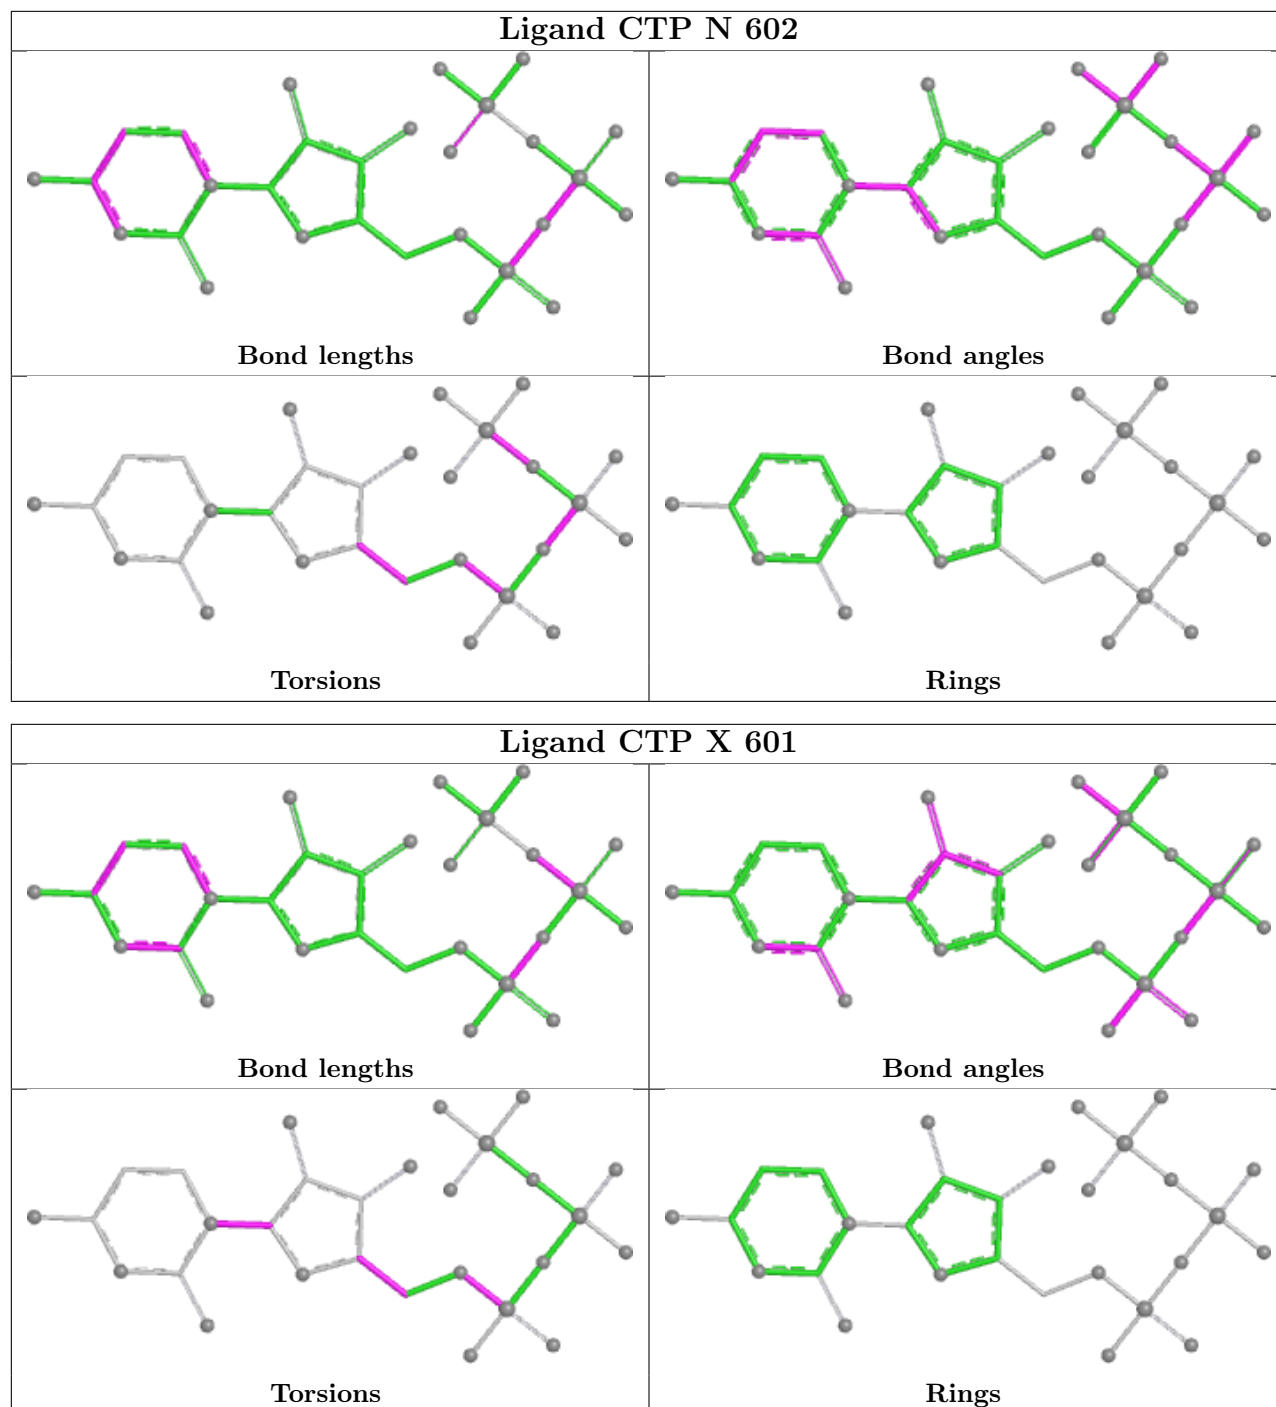 Ligand CTP N 602
Bond lengths
Bond angles
Torsions
Rings
Ligand CTP X 601
Bond lengths
Bond angles
Torsions
Rings